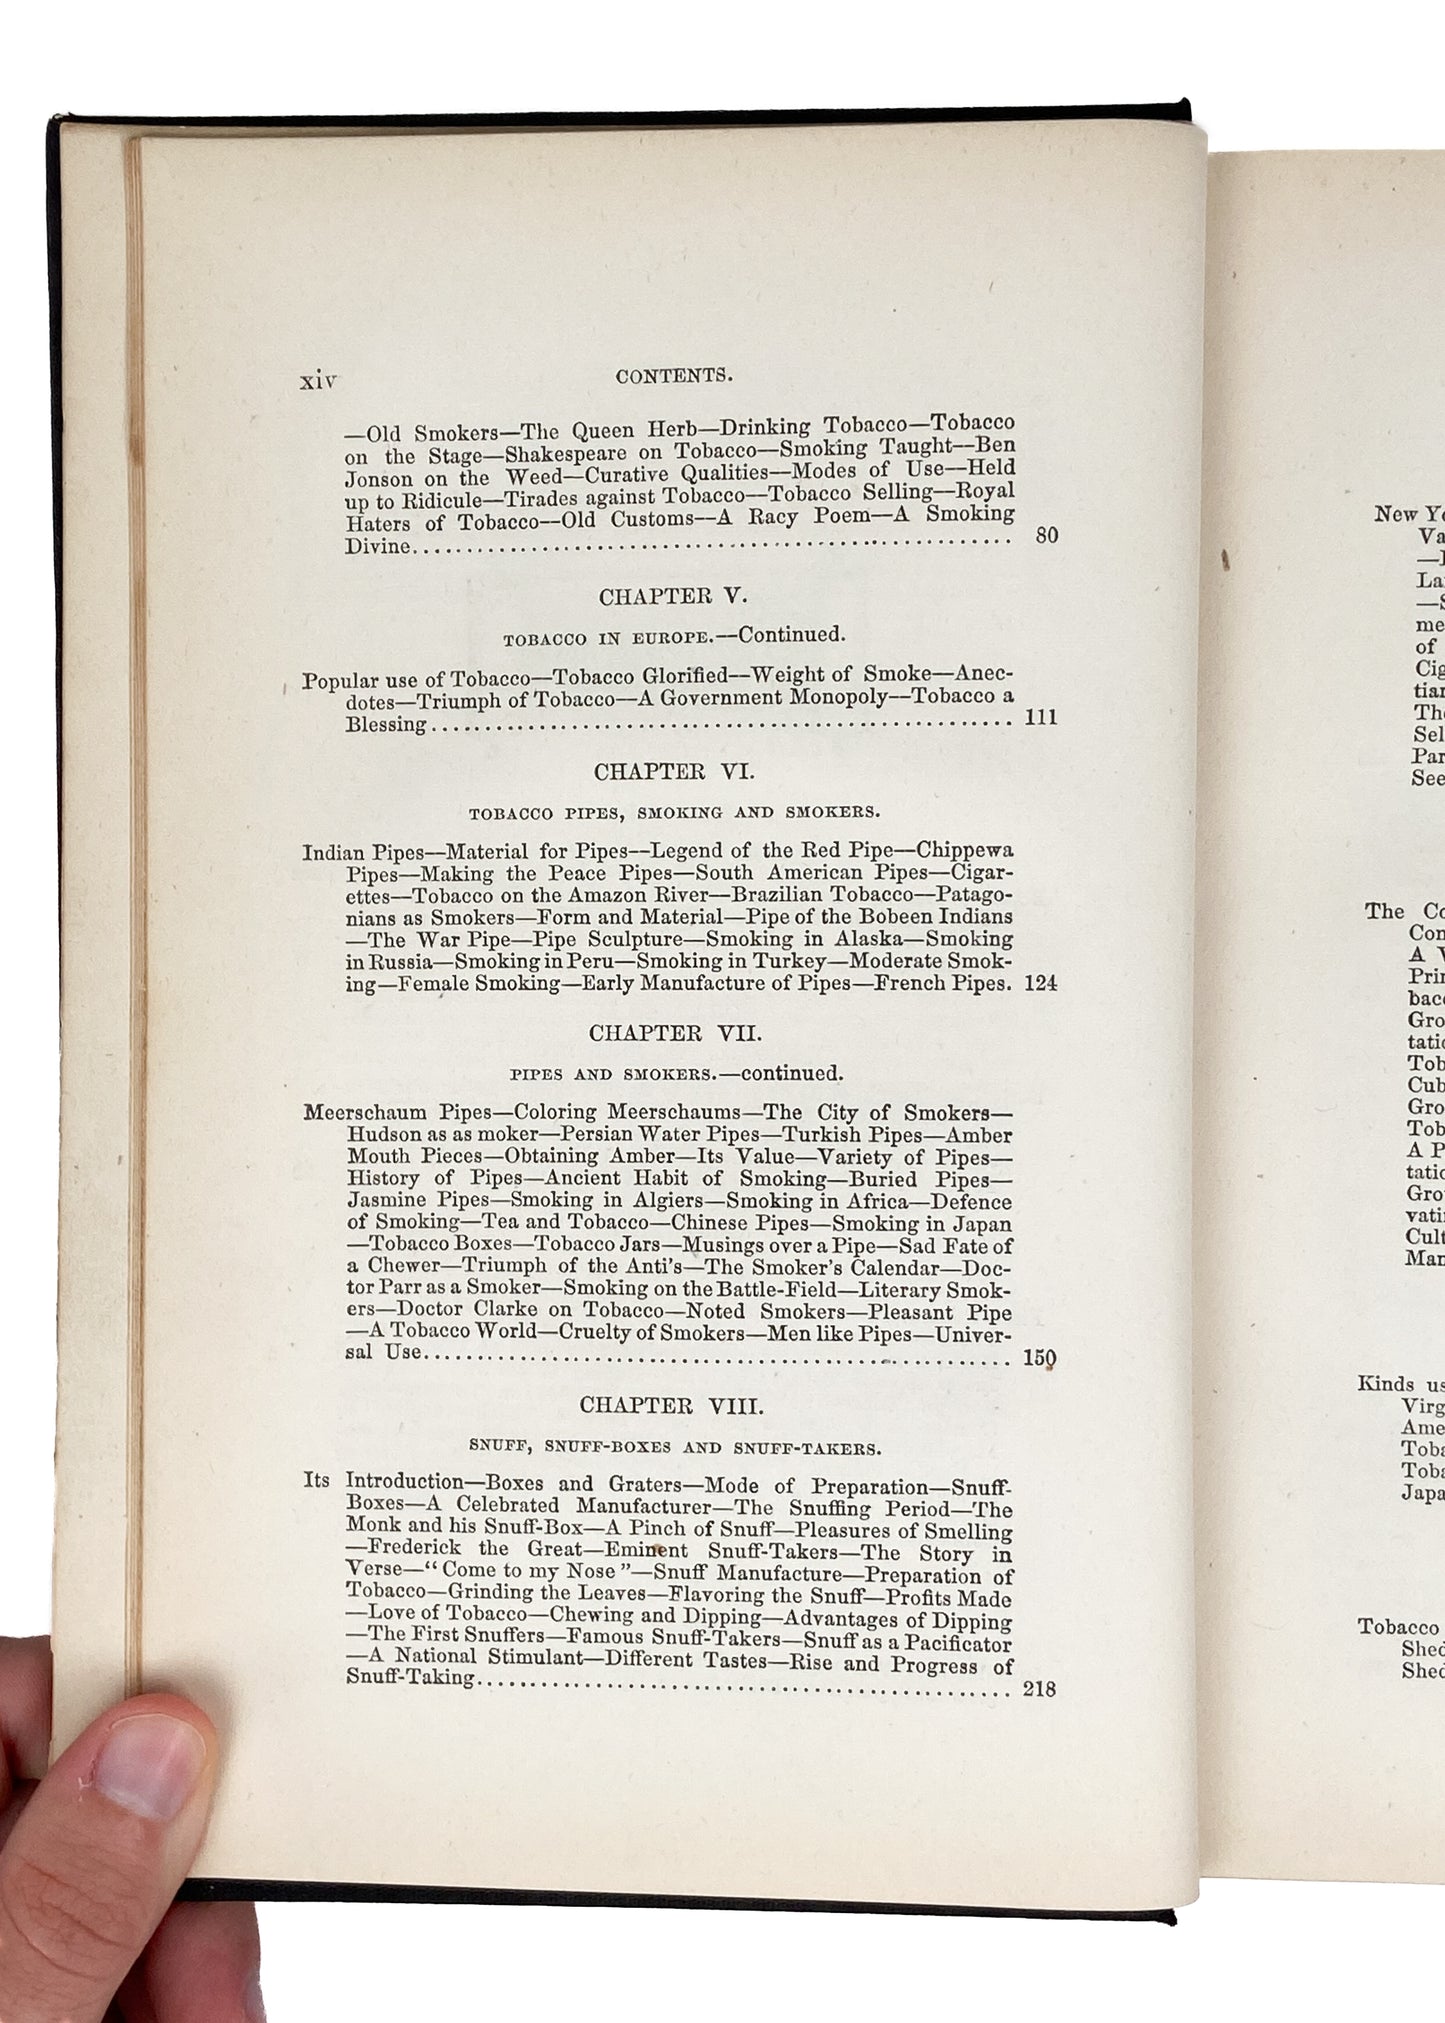 xiv
CONTENTS.
—Old Smokers—The Queen Herb—Drinking Tobacco—Tobacco
on the Stage—Shakespeare on Tobacco—Smoking Taught—Ben
Jonson on the Weed—Curative Qualities—Modes of Use—Held
up to Ridicule—Tirades against Tobacco—Tobacco Selling—Royal
Haters of Tobacco—Old Customs—A Racy Poem—A Smoking
Divine........................................ 80
CHAPTER V.
TOBACCO IN EUROPE.—Continued.
Popular use of Tobacco—Tobacco Glorified—Weight of Smoke—Anec-
dotes—Triumph of Tobacco—A Government Monopoly—Tobacco a
Blessing........................................ 111
CHAPTER VI.
TOBACCO PIPES, SMOKING AND SMOKERS.
Indian Pipes—Material for Pipes—Legend of the Red Pipe—Chippewa
Pipes—Making the Peace Pipes—South American Pipes—Cigar-
ettes—Tobacco on the Amazon River—Brazilian Tobacco—Patago-
nians as Smokers—Form and Material—Pipe of the Bobeen Indians
—The War Pipe—Pipe Sculpture—Smoking in Alaska—Smoking
in Russia—Smoking in Peru—Smoking in Turkey—Moderate Smok-
ing—Female Smoking—Early Manufacture of Pipes—French Pipes. 124
CHAPTER VII.
PIPES AND SMOKERS.—continued.
Meerschaum Pipes—Coloring Meerschaums—The City of Smokers—
Hudson as as moker—Persian Water Pipes—Turkish Pipes—Amber
Mouth Pieces—Obtaining Amber—Its Value—Variety of Pipes—
History of Pipes—Ancient Habit of Smoking—Buried Pipes—
Jasmine Pipes—Smoking in Algiers—Smoking in Africa—Defence
of Smoking—Tea and Tobacco—Chinese Pipes—Smoking in Japan
—Tobacco Boxes—Tobacco Jars—Musings over a Pipe—Sad Fate of
a Chewer—Triumph of the Anti's—The Smoker's Calendar—Doc-
tor Parr as a Smoker—Smoking on the Battle-Field—Literary Smok-
ers—Doctor Clarke on Tobacco—Noted Smokers—Pleasant Pipe
—A Tobacco World—Cruelty of Smokers—Men like Pipes—Univer-
sal Use........................................ 150
CHAPTER VIII.
SNUFF, SNUFF-BOXES AND SNUFF-TAKERS.
Its Introduction—Boxes and Graters—Mode of Preparation—Snuff-
Boxes—A Celebrated Manufacturer—The Snuffing Period—The
Monk and his Snuff-Box—A Pinch of Snuff—Pleasures of Smelling
—Frederick the Great—Eminent Snuff-Takers—The Story in
Verse—“Come to my Nose”—Snuff Manufacture—Preparation of
Tobacco—Grinding the Leaves—Flavoring the Snuff—Profits Made
—Love of Tobacco—Chewing and Dipping—Advantages of Dipping
—The First Snuffers—Famous Snuff-Takers—Snuff as a Pacificator
—A National Stimulant—Different Tastes—Rise and Progress of
Snuff-Taking........................................ 218
New
of
The
A
A
Kinds
Tobacco